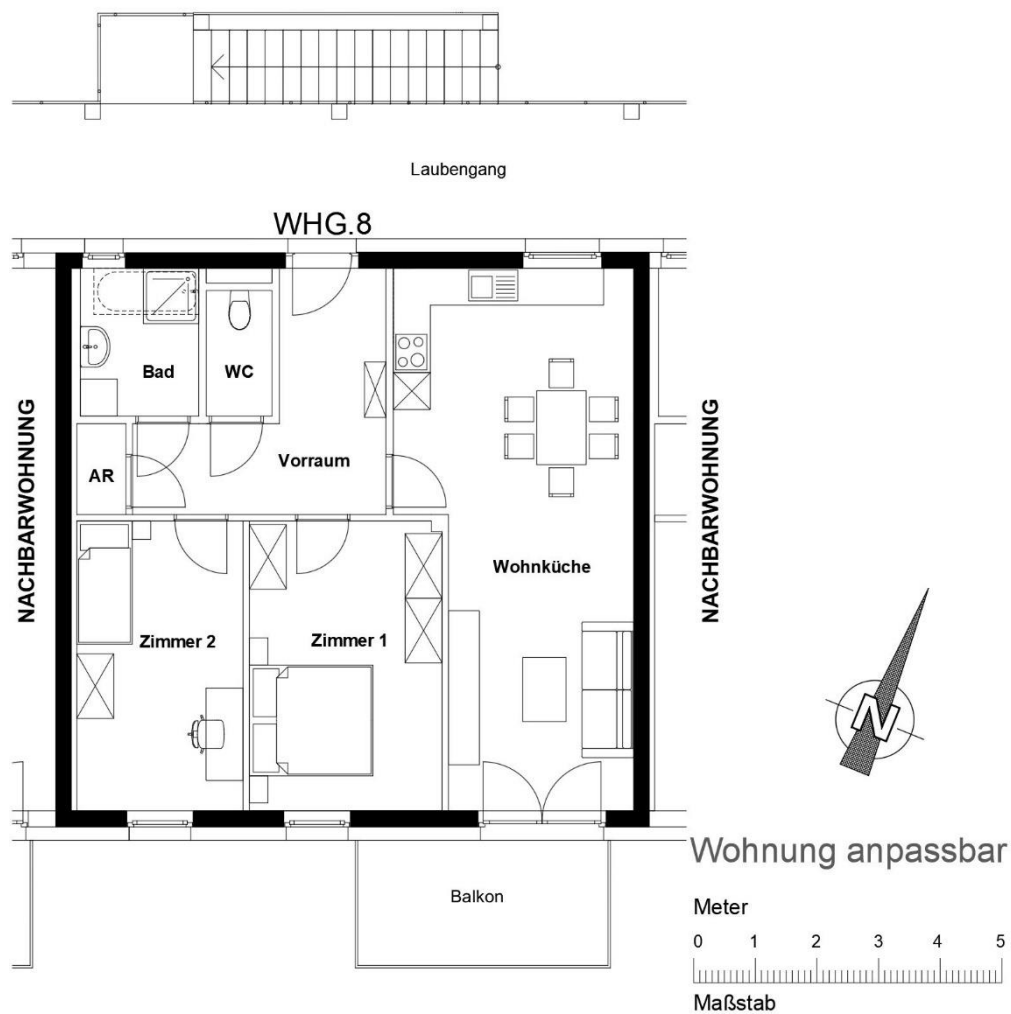 Laubengang
WHG.8
Bad
WC
NACHBARWOHNUNG
NACHBARWOHNUNG
AR
Vorraum
Wohnküche
Zimmer 2
Zimmer 1
N
Wohnung anpassbar
Balkon
Meter
0 1 2 3 4 5
Maßstab